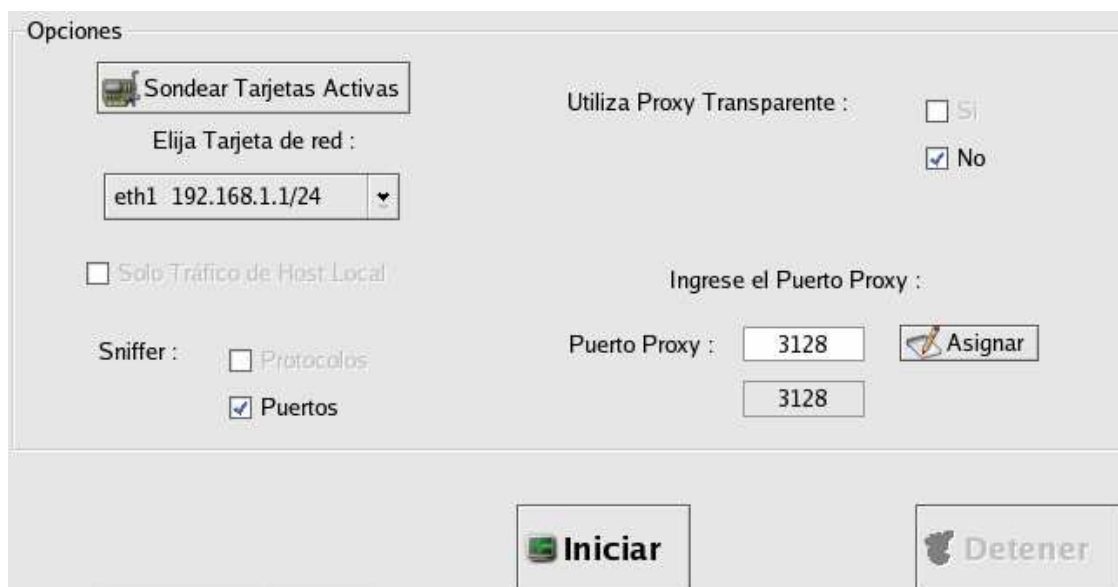 Opciones
Sondear Tarjetas Activas
Elija Tarjeta de red :
eth1 192.168.1.1/24
Solo Tráfico de Host Local
Sniffer :
Protocolos
Puertos
Utiliza Proxy Transparente :
Si
No
Ingrese el Puerto Proxy :
Puerto Proxy :
3128
Asignar
3128
Iniciar
Detener